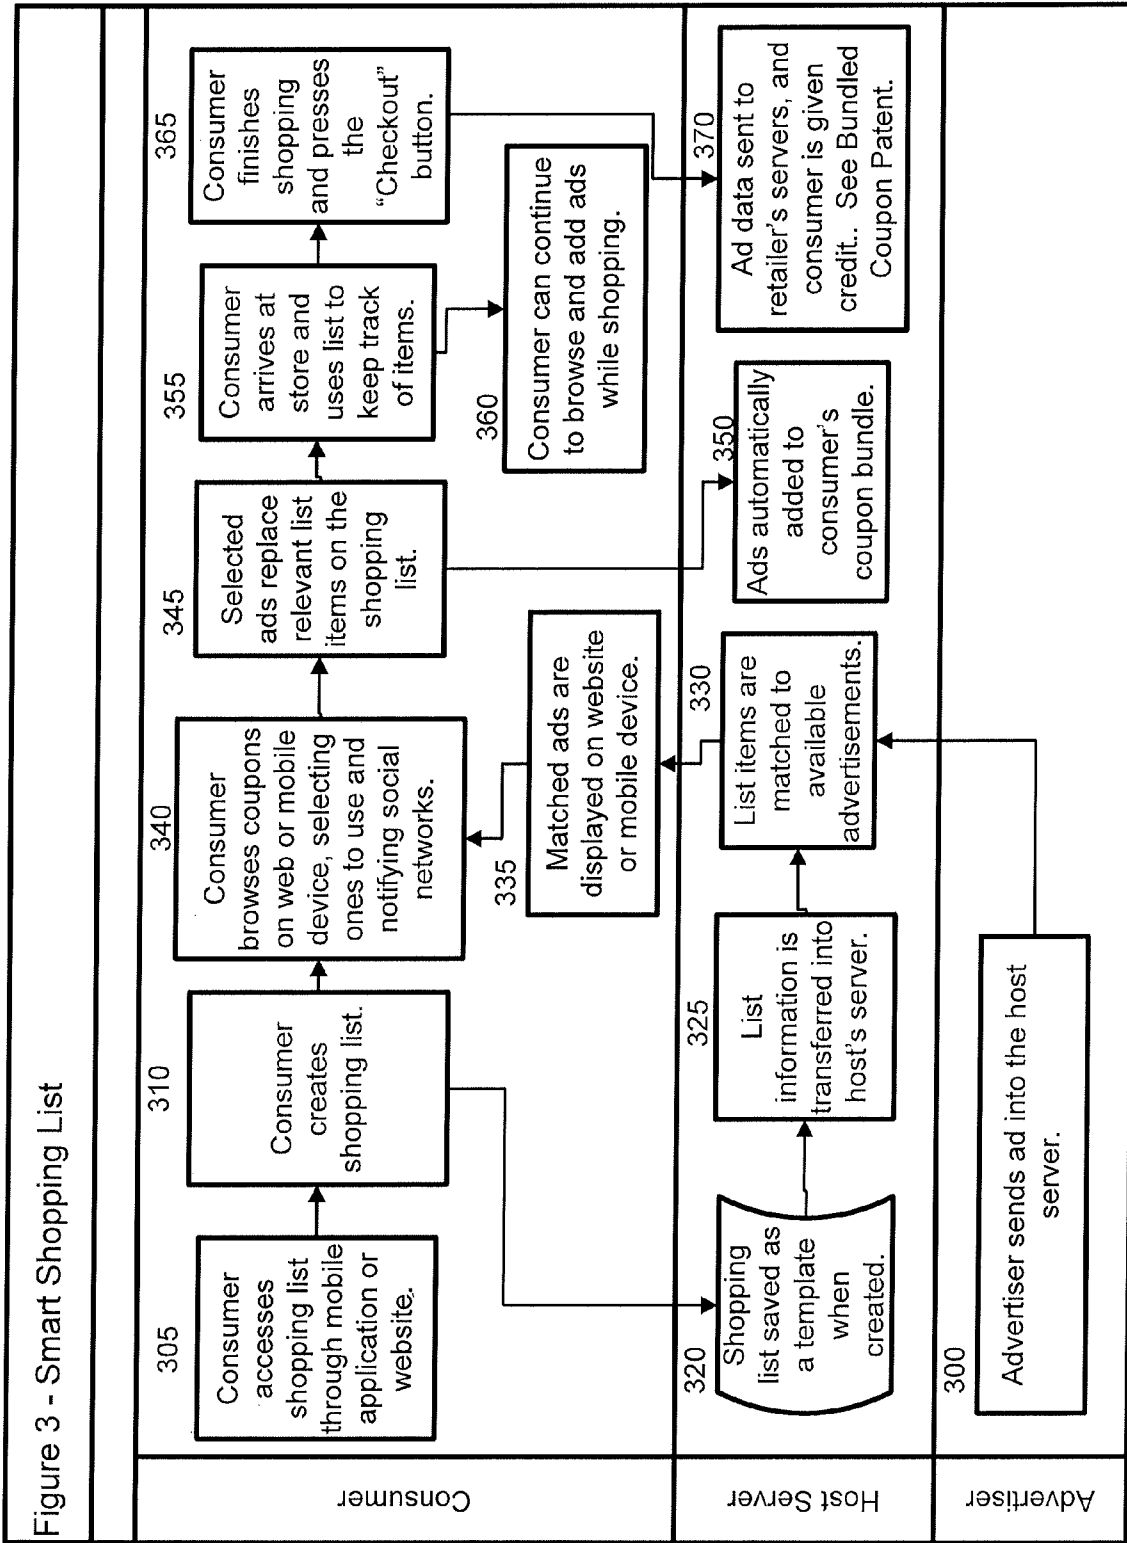 Figure 3 - Smart Shopping List
Consumer
305
Consumer
accesses
shopping list
through mobile
application or
website.
310
Consumer
creates
shopping list.
340
Consumer
browses coupons
on web or mobile
device, selecting
ones to use and
notifying social
networks.
345
Selected
ads replace
relevant list
items on the
shopping
list.
355
Consumer
arrives at
store and
uses list to
keep track
of items.
365
Consumer
finishes
shopping
and presses
the
“Checkout”
button.
335
Matched ads are
displayed on website
or mobile device.
360
Consumer can continue
to browse and add ads
while shopping.
Host Server
320
Shopping
list saved as
a template
when
created.
325
List
information is
transferred into
host's server.
330
List items are
matched to
available
advertisements.
350
Ads automatically
added to
consumer's
coupon bundle.
370
Ad data sent to
retailer's servers, and
consumer is given
credit.. See Bundled
Coupon Patent.
Advertiser
300
Advertiser sends ad into the host
server.